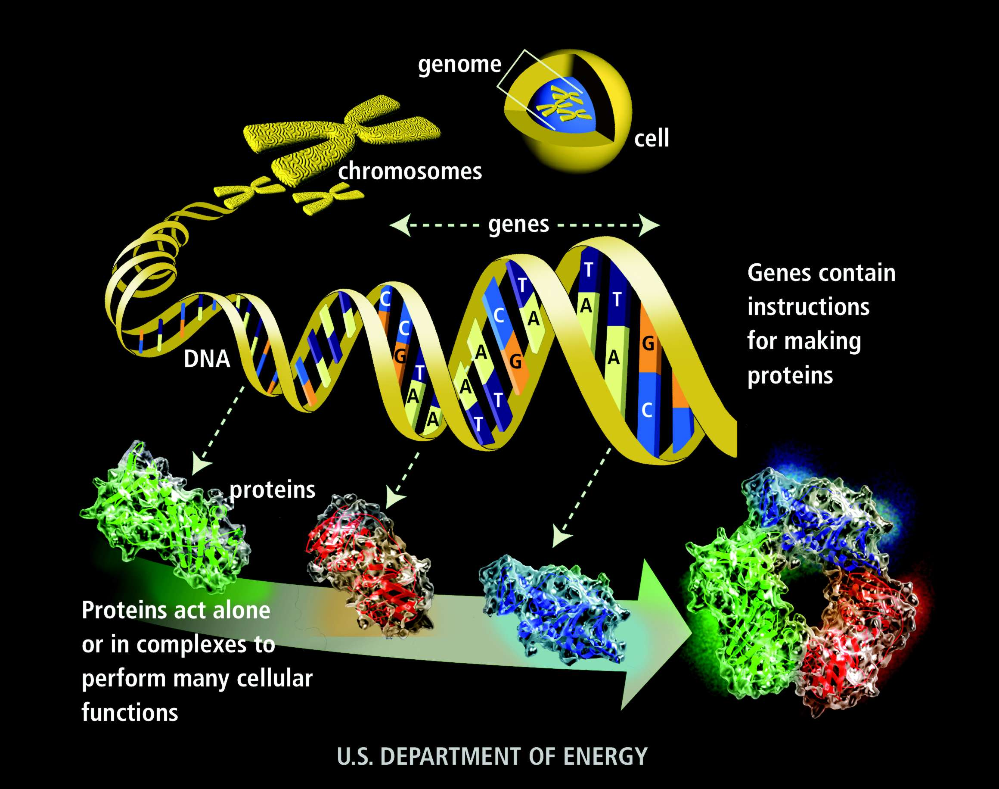 genome
cell
chromosomes
genes
Genes contain
instructions
for making
proteins
T
A
T
A
G
C
T
A
C
G
A
T
A
T
C
C
G
T
A
A
DNA
proteins
Proteins act alone
or in complexes to
perform many cellular
functions
U.S. DEPARTMENT OF ENERGY